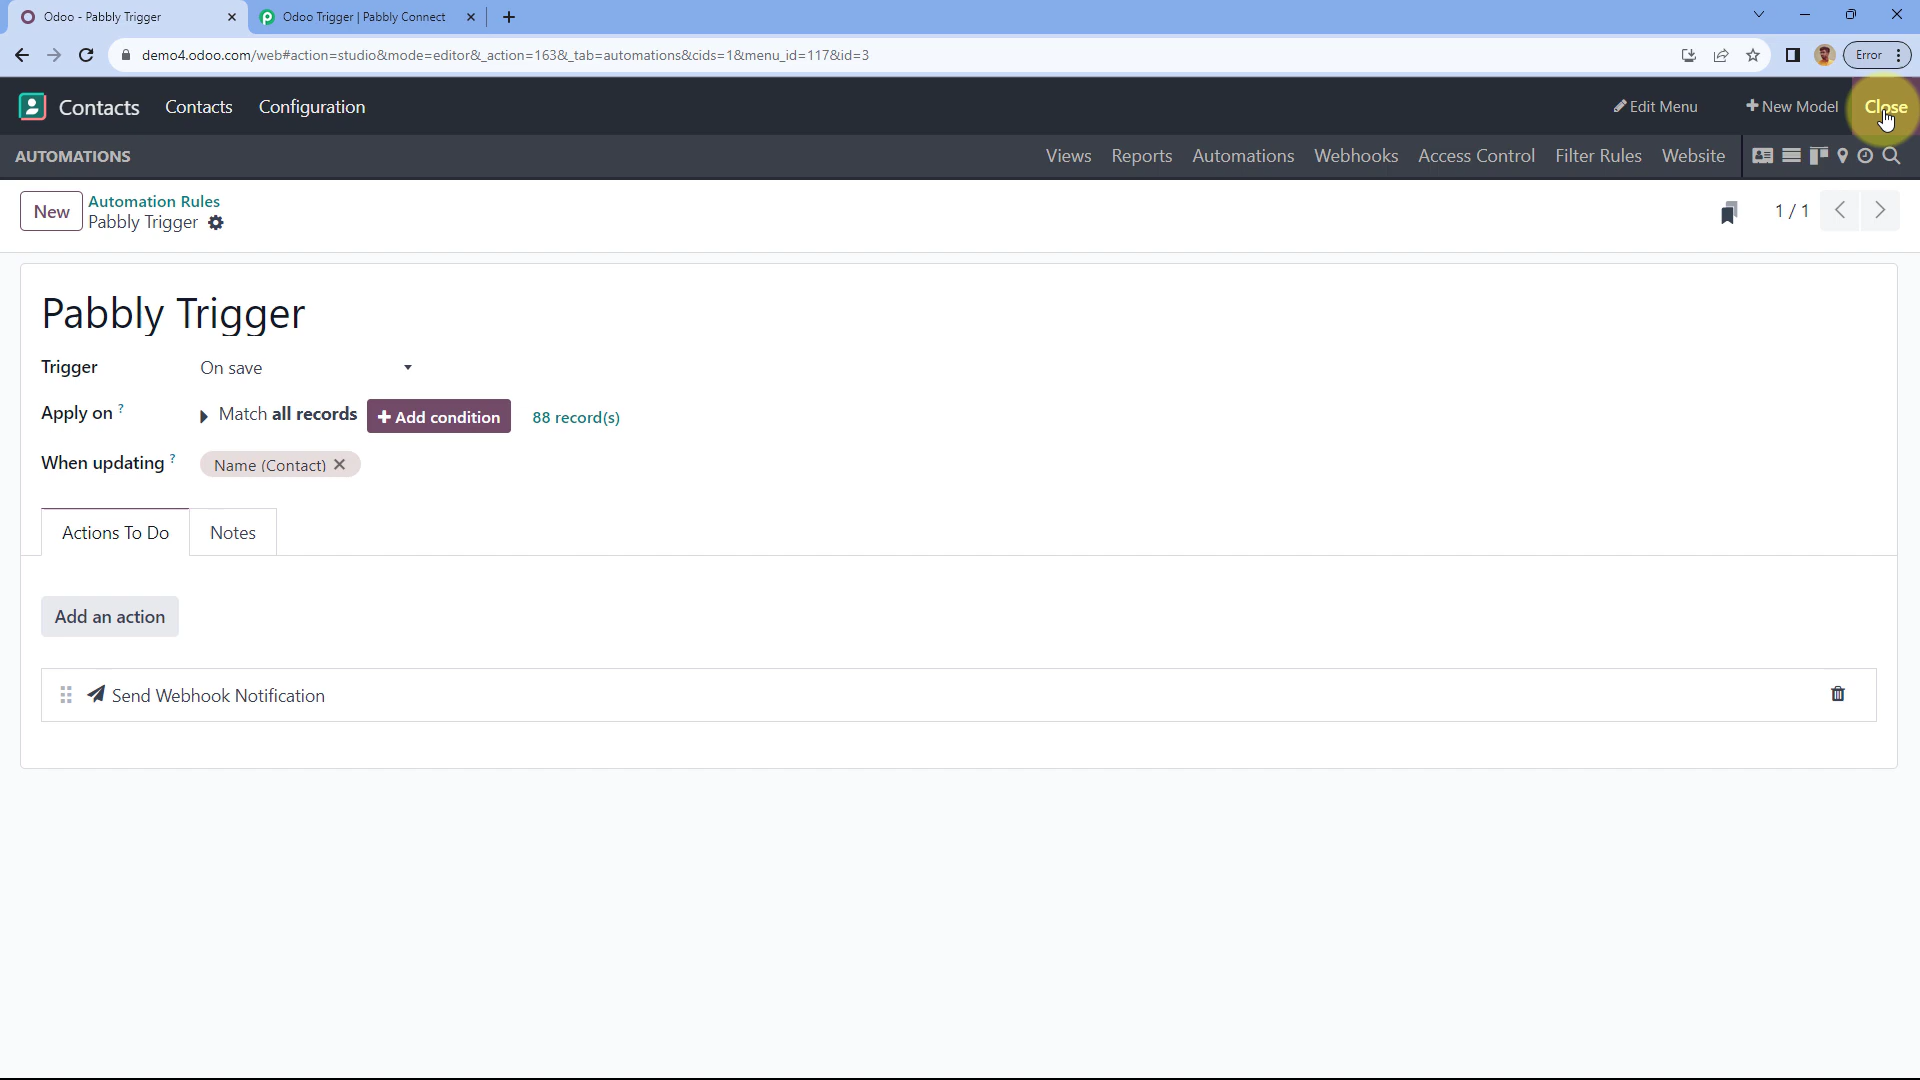 Odoo - Pabbly Trigger
Odoo Trigger | Pabbly Connect
demo4.odoo.com/web#action=studio&mode=editor&_action=163&_tab=automations&cids=1&menu_id=117&id=3
Error
Contacts Contacts Configuration
Edit Menu New Model Close
AUTOMATIONS
Views Reports Automations Webhooks Access Control Filter Rules Website
New
Automation Rules
Pabbly Trigger
1 / 1
Pabbly Trigger
Trigger On save
Apply on ? Match all records + Add condition 88 record(s)
When updating ? Name (Contact)
Actions To Do Notes
Add an action
Send Webhook Notification